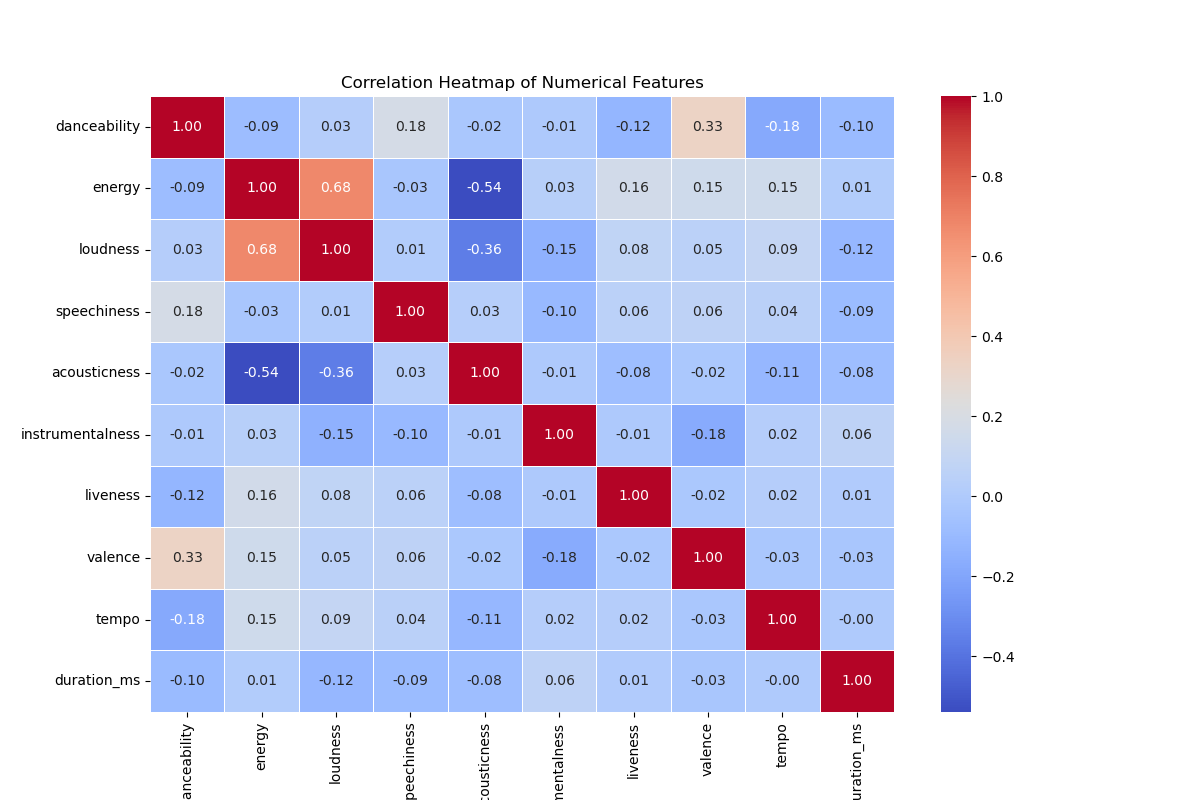 Correlation Heatmap of Numerical Features
danceability 1.00 -0.09 0.03 0.18 -0.02 -0.01 -0.12 0.33 -0.18 -0.10
energy -0.09 1.00 0.68 -0.03 -0.54 0.03 0.16 0.15 0.15 0.01
loudness 0.03 0.68 1.00 0.01 -0.36 -0.15 0.08 0.05 0.09 -0.12
speechiness 0.18 -0.03 0.01 1.00 0.03 -0.10 0.06 0.06 0.04 -0.09
acousticness -0.02 -0.54 -0.36 0.03 1.00 -0.01 -0.08 -0.02 -0.11 -0.08
instrumentalness -0.01 0.03 -0.15 -0.10 -0.01 1.00 -0.01 -0.18 0.02 0.06
liveness -0.12 0.16 0.08 0.06 -0.08 -0.01 1.00 -0.02 0.02 0.01
valence 0.33 0.15 0.05 0.06 -0.02 -0.18 -0.02 1.00 -0.03 -0.03
tempo -0.18 0.15 0.09 0.04 -0.11 0.02 0.02 -0.03 1.00 -0.00
duration_ms -0.10 0.01 -0.12 -0.09 -0.08 0.06 0.01 -0.03 -0.00 1.00
anceability
energy
loudness
peechiness
cousticness
mentalness
liveness
valence
tempo
uration_ms
1.0
0.8
0.6
0.4
0.2
0.0
−0.2
−0.4